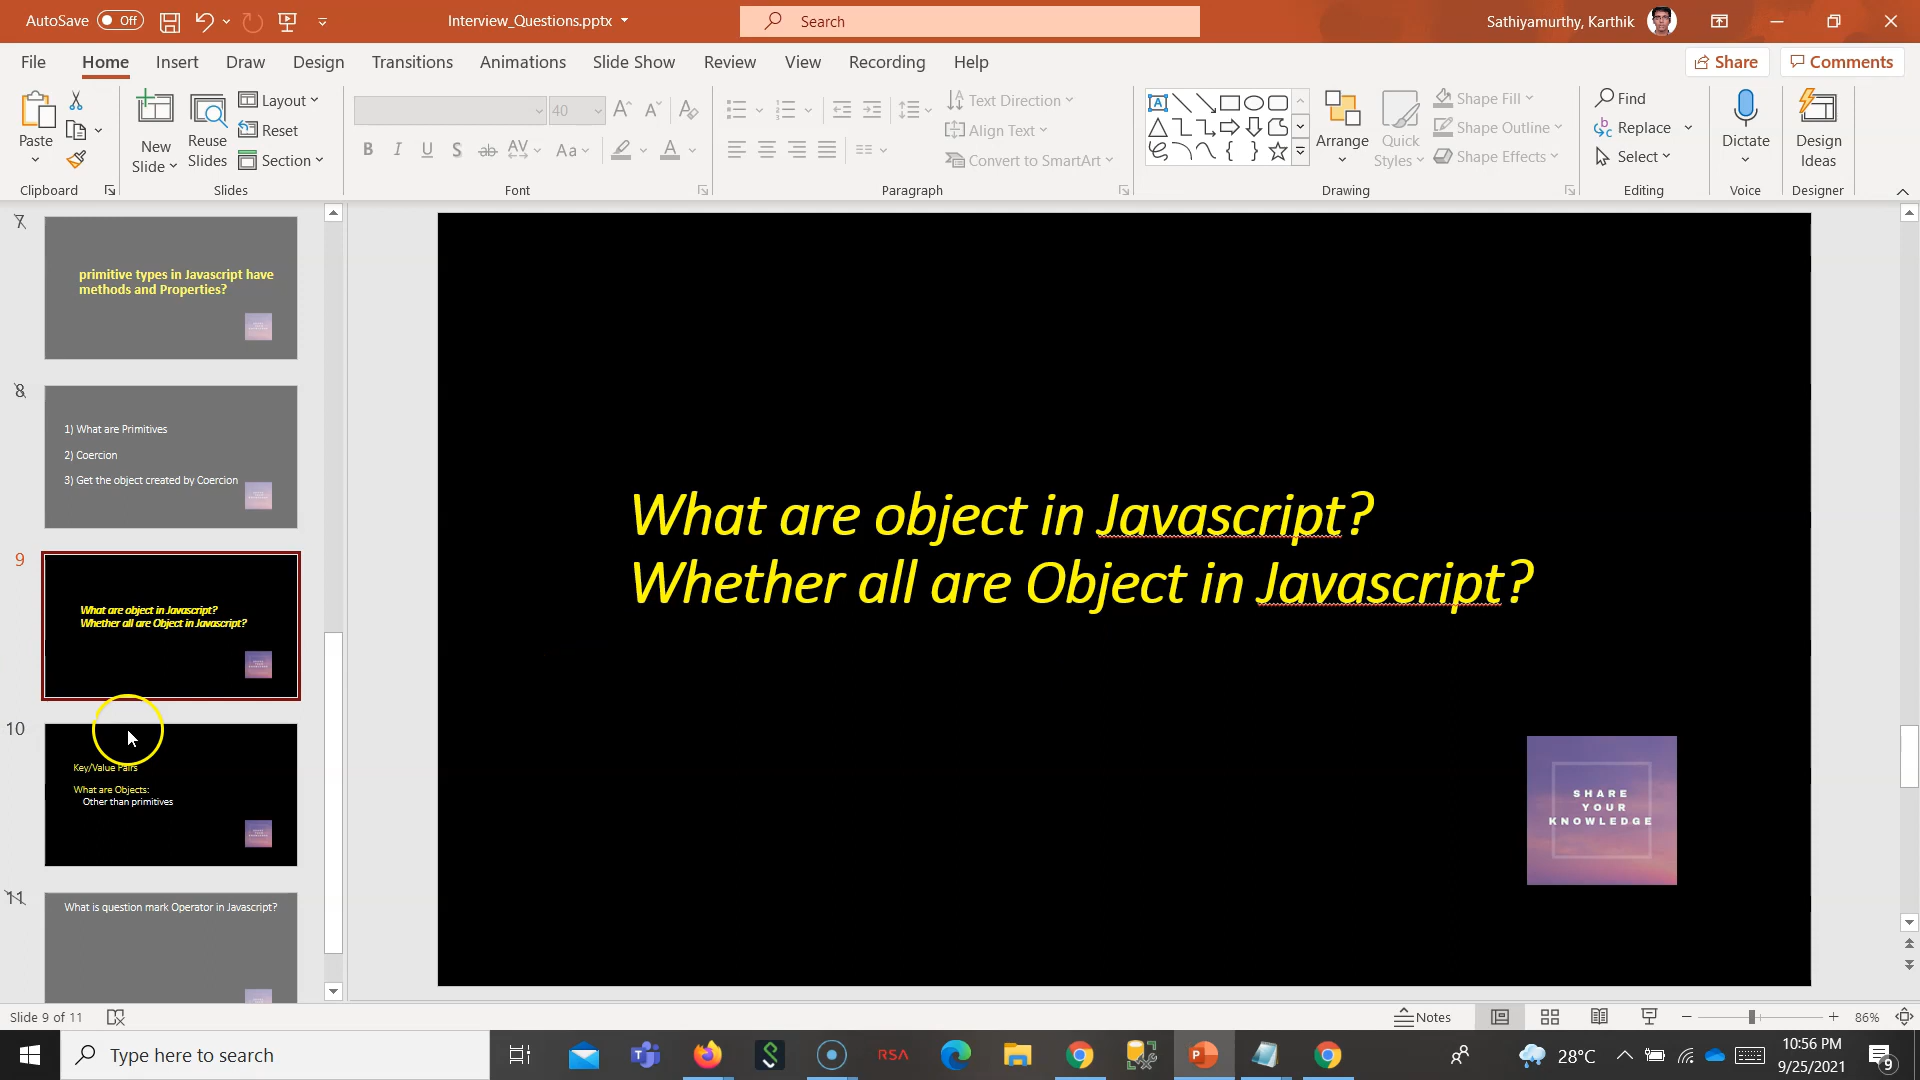 AutoSave Off
Interview_Questions.pptx
Search
Sathiyamurthy, Karthik
File Home Insert Draw Design Transitions Animations Slide Show Review View Recording Help
Share Comments
Paste
New Slide
Reuse Slides
Layout
Reset
Section
40
Text Direction
Align Text
Convert to SmartArt
Arrange
Quick Styles
Shape Fill
Shape Outline
Shape Effects
Find
Replace
Select
Dictate
Design Ideas
Clipboard Slides Font Paragraph Drawing Editing Voice Designer
7
primitive types in Javascript have
methods and Properties?
8
1) What are Primitives
2) Coercion
3) Get the object created by Coercion
9
What are object in Javascript?
Whether all are Object in Javascript?
10
Key/Value Pairs
What are Objects:
Other than primitives
11
What is question mark Operator in Javascript?
What are object in Javascript?
Whether all are Object in Javascript?
SHARE
YOUR
KNOWLEDGE
Slide 9 of 11
Notes
86%
Type here to search
RSA
28°C
10:56 PM
9/25/2021
9